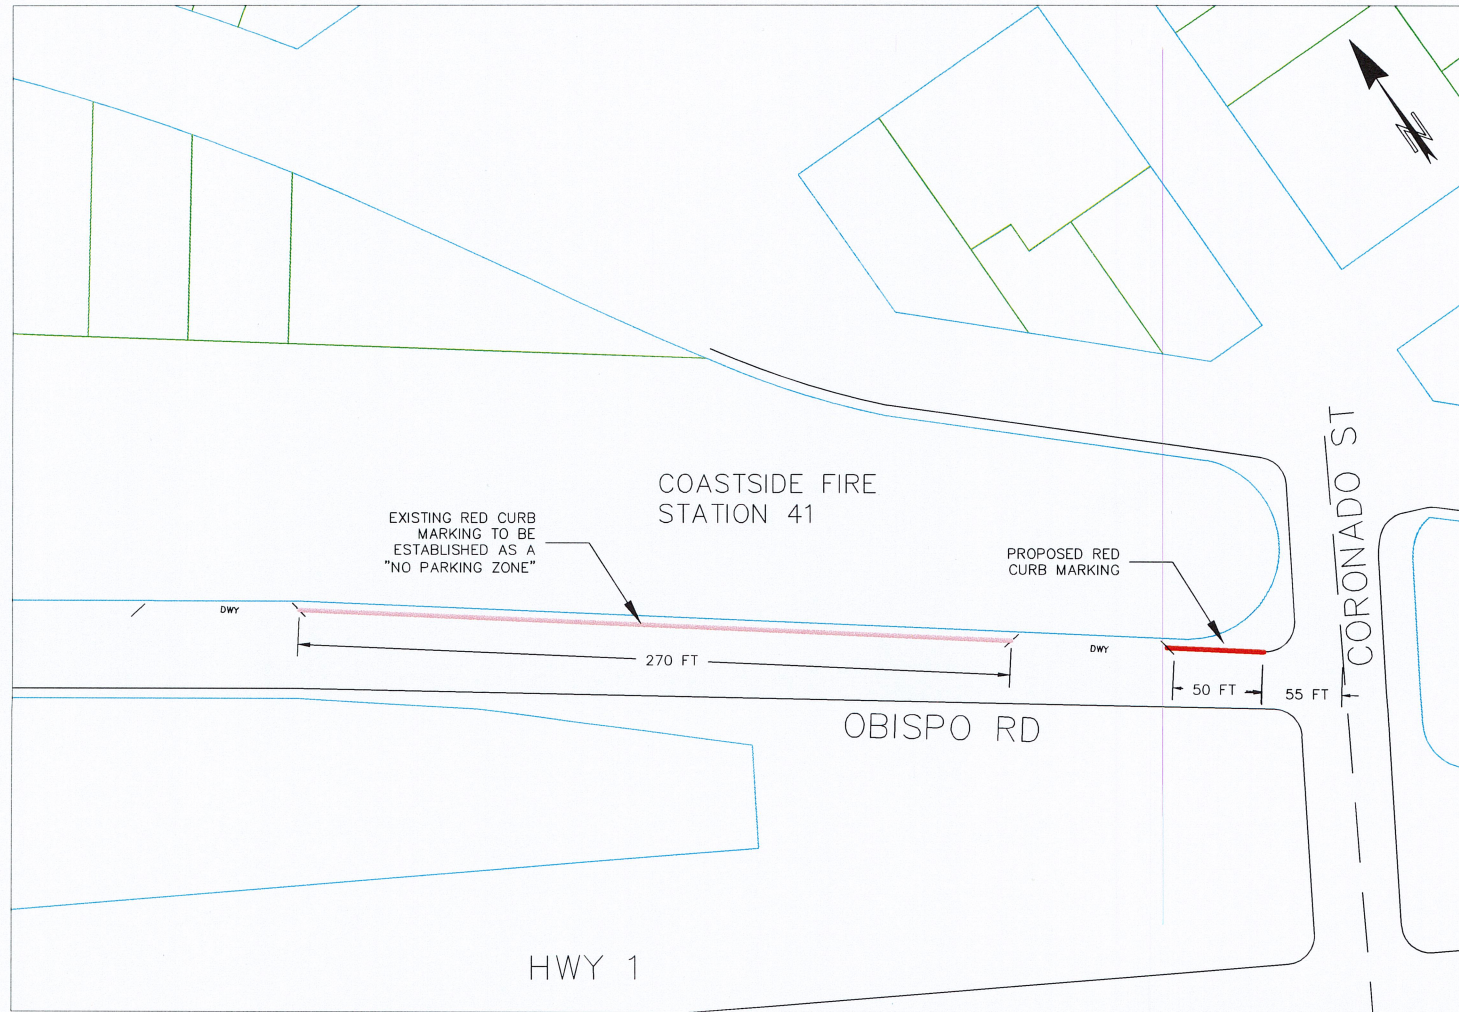 N
COASTSIDE FIRE
STATION 41
EXISTING RED CURB
MARKING TO BE
ESTABLISHED AS A
"NO PARKING ZONE"
PROPOSED RED
CURB MARKING
CORONADO ST
DWY
DWY
270 FT
50 FT
55 FT
OBISPO RD
HWY 1